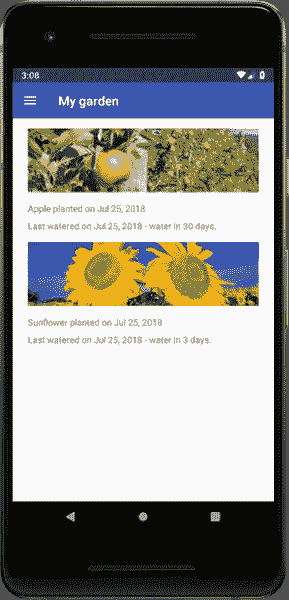 3:06
My garden
Apple planted on Jul 25, 2018
Last watered on Jul 25, 2018 - water in 30 days.
Sunflower planted on Jul 25, 2018
Last watered on Jul 25, 2018 - water in 3 days.